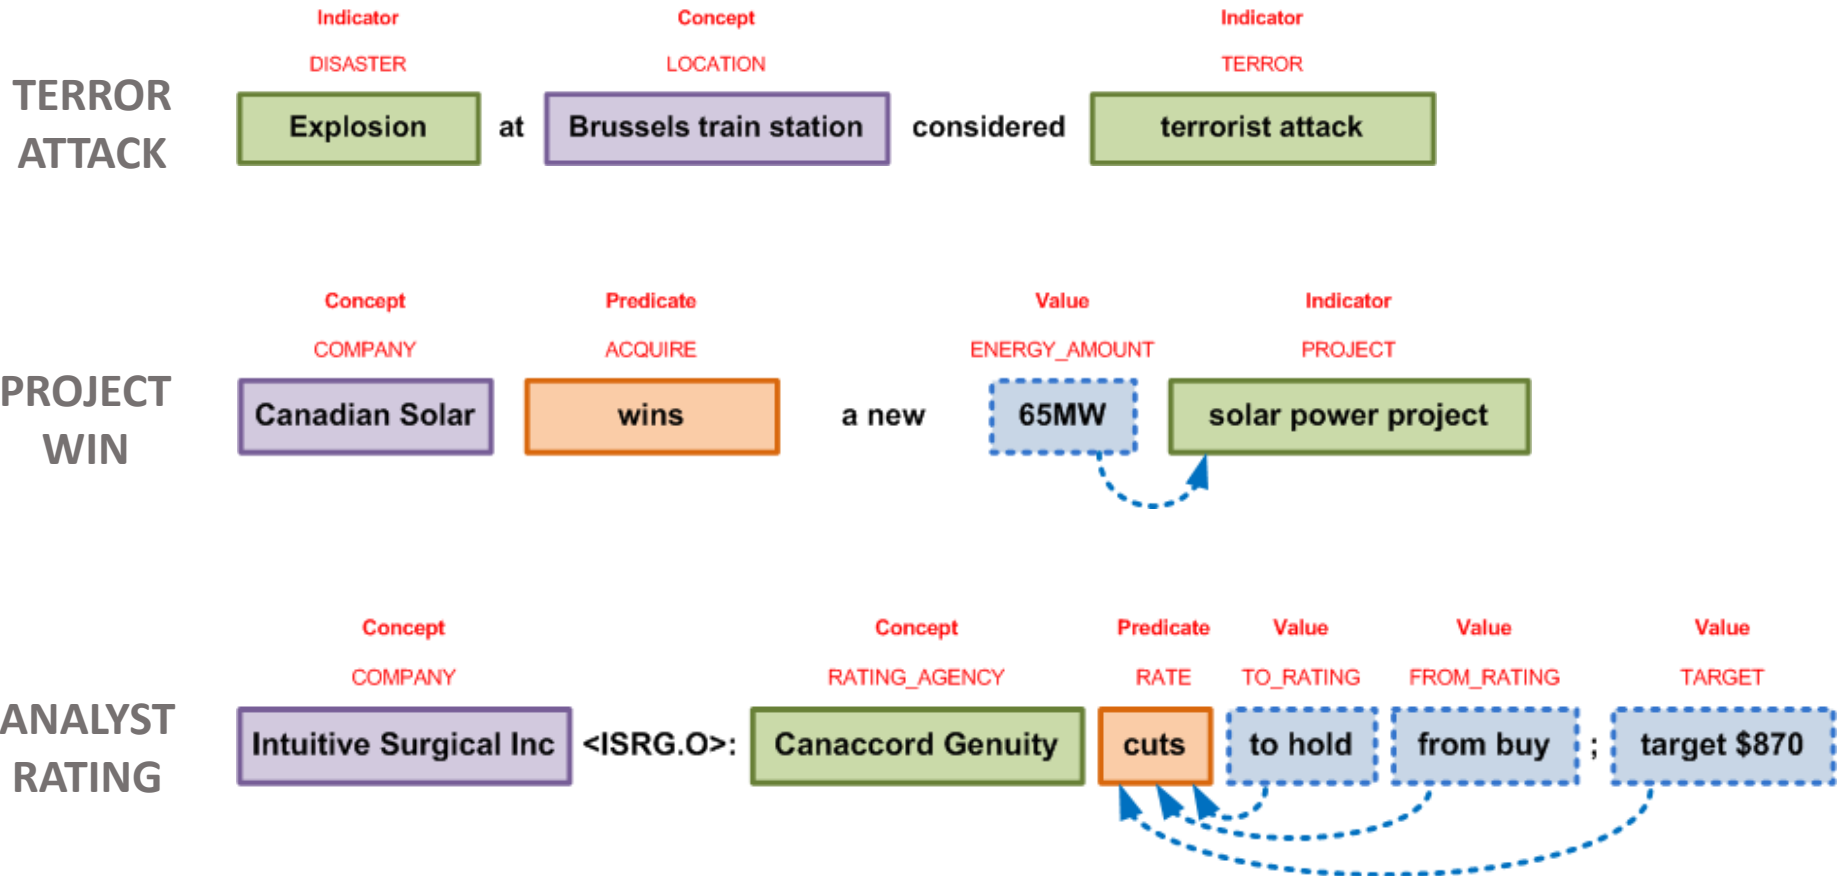 Indicator Concept Indicator
DISASTER LOCATION TERROR
TERROR
ATTACK
Explosion at Brussels train station considered terrorist attack
Concept Predicate Value Indicator
COMPANY ACQUIRE ENERGY_AMOUNT PROJECT
PROJECT
WIN
Canadian Solar wins a new 65MW solar power project
Concept Concept Predicate Value Value Value
COMPANY RATING_AGENCY RATE TO_RATING FROM_RATING TARGET
ANALYST
RATING
Intuitive Surgical Inc <ISRG.O>: Canaccord Genuity cuts to hold from buy ; target $870